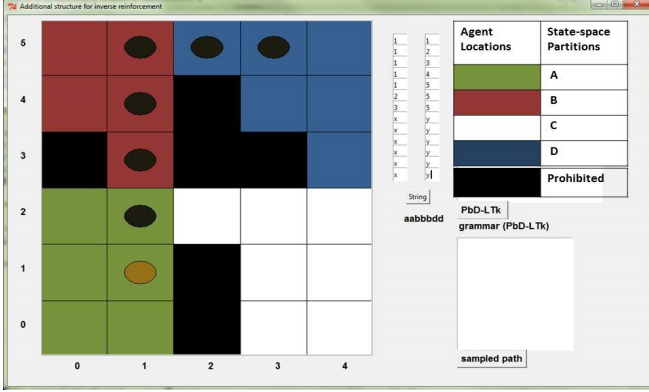 Additional structure for inverse reinforcement
5
4
3
2
1
0
0 1 2 3 4
1 1
1 2
1 3
1 4
1 5
2 5
3 5
x y
x y
x y
x y
x y
x y
String
aabbbdd
Agent Locations State-space Partitions
A
B
C
D
Prohibited
PbD-LTk
grammar (PbD-LTk)
sampled path